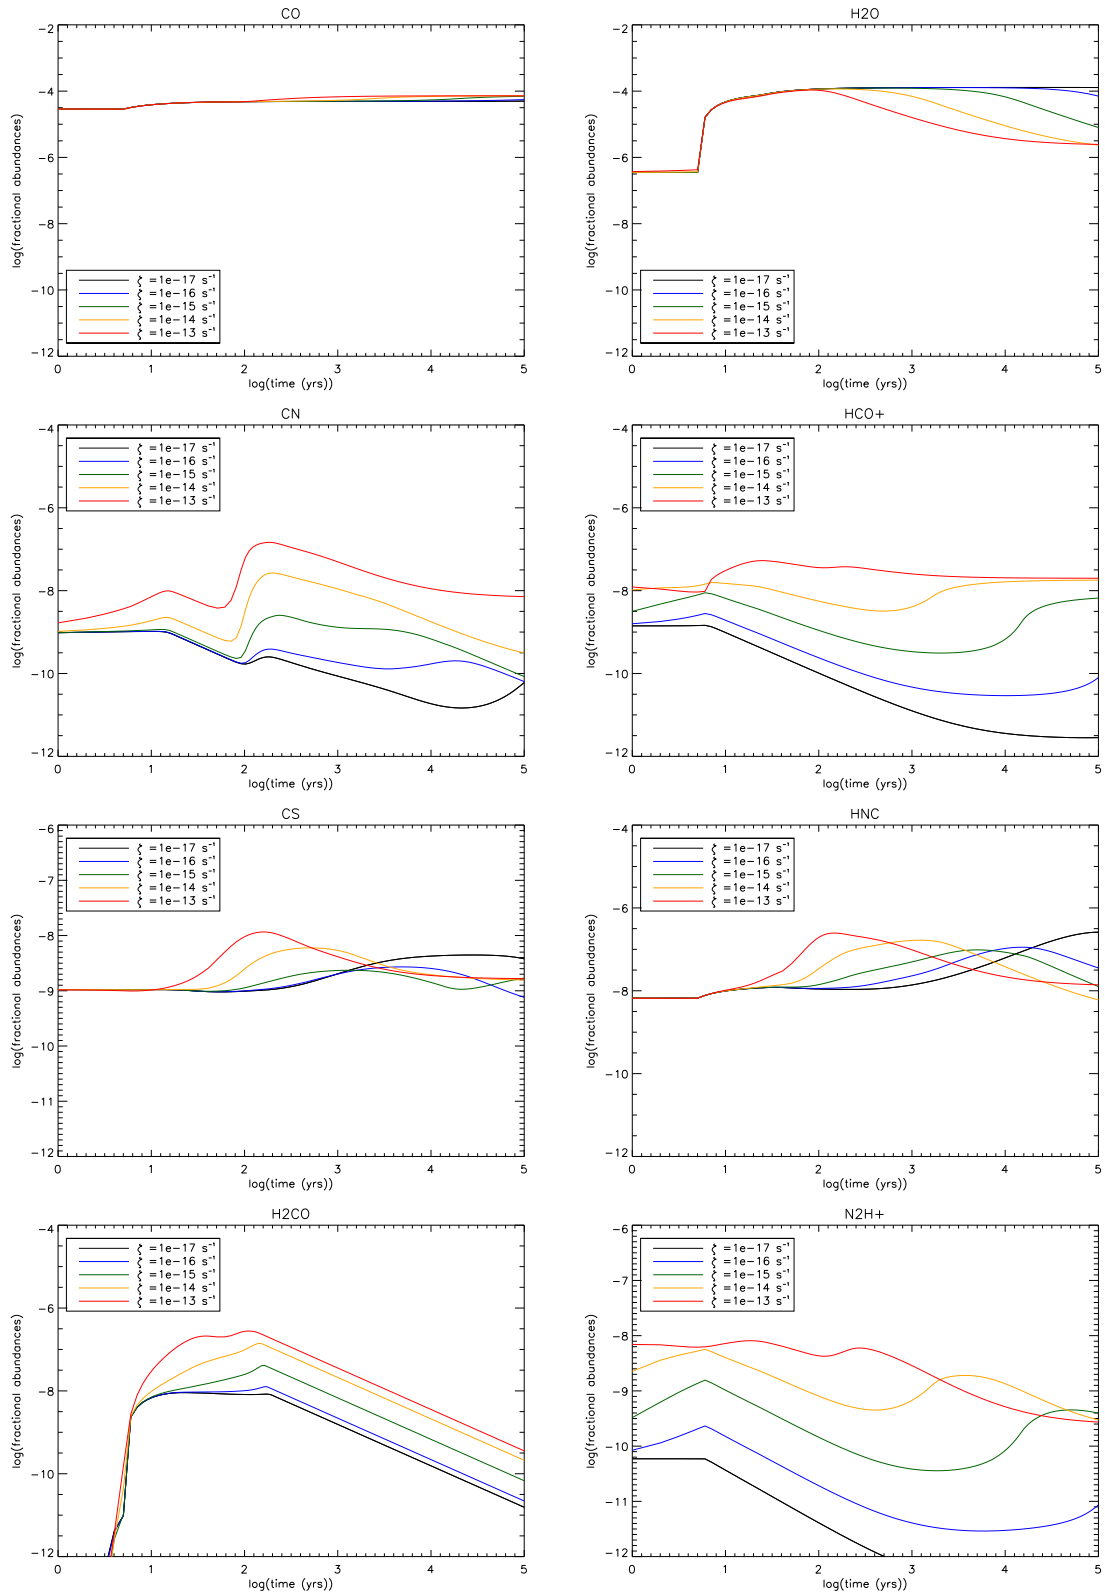 CO
-2
-4
-6
-8
-10
-12
log(fractional abundances)
ζ =1e-17 s⁻¹
ζ =1e-16 s⁻¹
ζ =1e-15 s⁻¹
ζ =1e-14 s⁻¹
ζ =1e-13 s⁻¹
0 1 2 3 4 5
log(time (yrs))
H2O
-2
-4
-6
-8
-10
-12
log(fractional abundances)
ζ =1e-17 s⁻¹
ζ =1e-16 s⁻¹
ζ =1e-15 s⁻¹
ζ =1e-14 s⁻¹
ζ =1e-13 s⁻¹
0 1 2 3 4 5
log(time (yrs))
CN
-4
-6
-8
-10
-12
log(fractional abundances)
ζ =1e-17 s⁻¹
ζ =1e-16 s⁻¹
ζ =1e-15 s⁻¹
ζ =1e-14 s⁻¹
ζ =1e-13 s⁻¹
0 1 2 3 4 5
log(time (yrs))
HCO+
-4
-6
-8
-10
-12
log(fractional abundances)
ζ =1e-17 s⁻¹
ζ =1e-16 s⁻¹
ζ =1e-15 s⁻¹
ζ =1e-14 s⁻¹
ζ =1e-13 s⁻¹
0 1 2 3 4 5
log(time (yrs))
CS
-6
-7
-8
-9
-10
-11
-12
log(fractional abundances)
ζ =1e-17 s⁻¹
ζ =1e-16 s⁻¹
ζ =1e-15 s⁻¹
ζ =1e-14 s⁻¹
ζ =1e-13 s⁻¹
0 1 2 3 4 5
log(time (yrs))
HNC
-4
-6
-8
-10
-12
log(fractional abundances)
ζ =1e-17 s⁻¹
ζ =1e-16 s⁻¹
ζ =1e-15 s⁻¹
ζ =1e-14 s⁻¹
ζ =1e-13 s⁻¹
0 1 2 3 4 5
log(time (yrs))
H2CO
-4
-6
-8
-10
-12
log(fractional abundances)
ζ =1e-17 s⁻¹
ζ =1e-16 s⁻¹
ζ =1e-15 s⁻¹
ζ =1e-14 s⁻¹
ζ =1e-13 s⁻¹
0 1 2 3 4 5
log(time (yrs))
N2H+
-6
-7
-8
-9
-10
-11
-12
log(fractional abundances)
ζ =1e-17 s⁻¹
ζ =1e-16 s⁻¹
ζ =1e-15 s⁻¹
ζ =1e-14 s⁻¹
ζ =1e-13 s⁻¹
0 1 2 3 4 5
log(time (yrs))